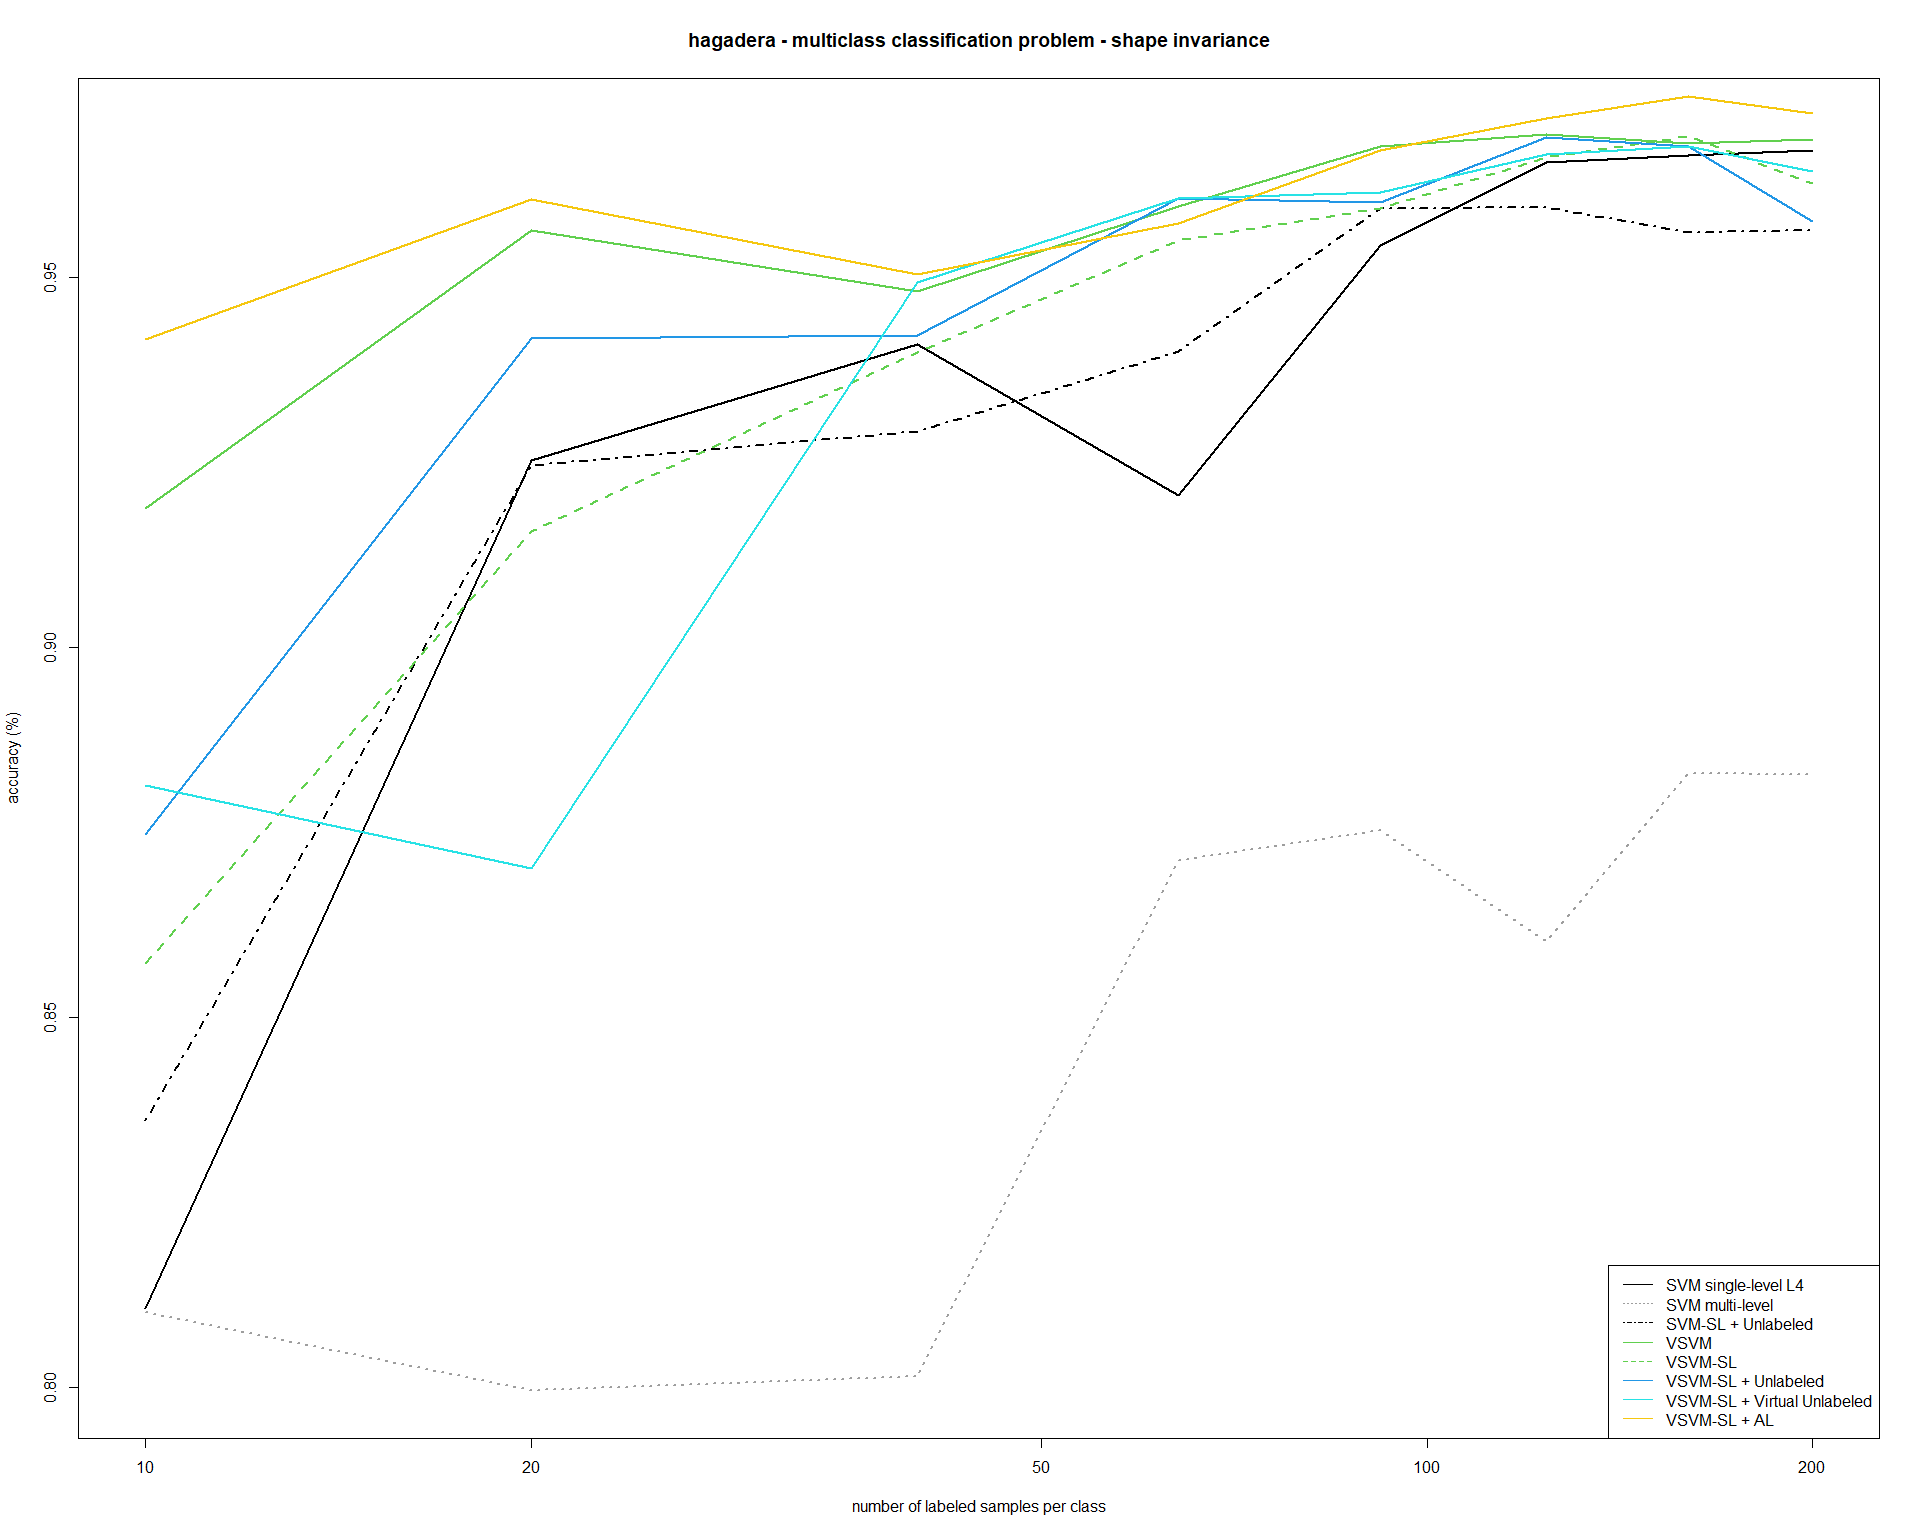 hagadera - multiclass classification problem - shape invariance
0.95
0.90
0.85
0.80
accuracy (%)
10
20
50
100
200
number of labeled samples per class
SVM single-level L4
SVM multi-level
SVM-SL + Unlabeled
VSVM
VSVM-SL
VSVM-SL + Unlabeled
VSVM-SL + Virtual Unlabeled
VSVM-SL + AL